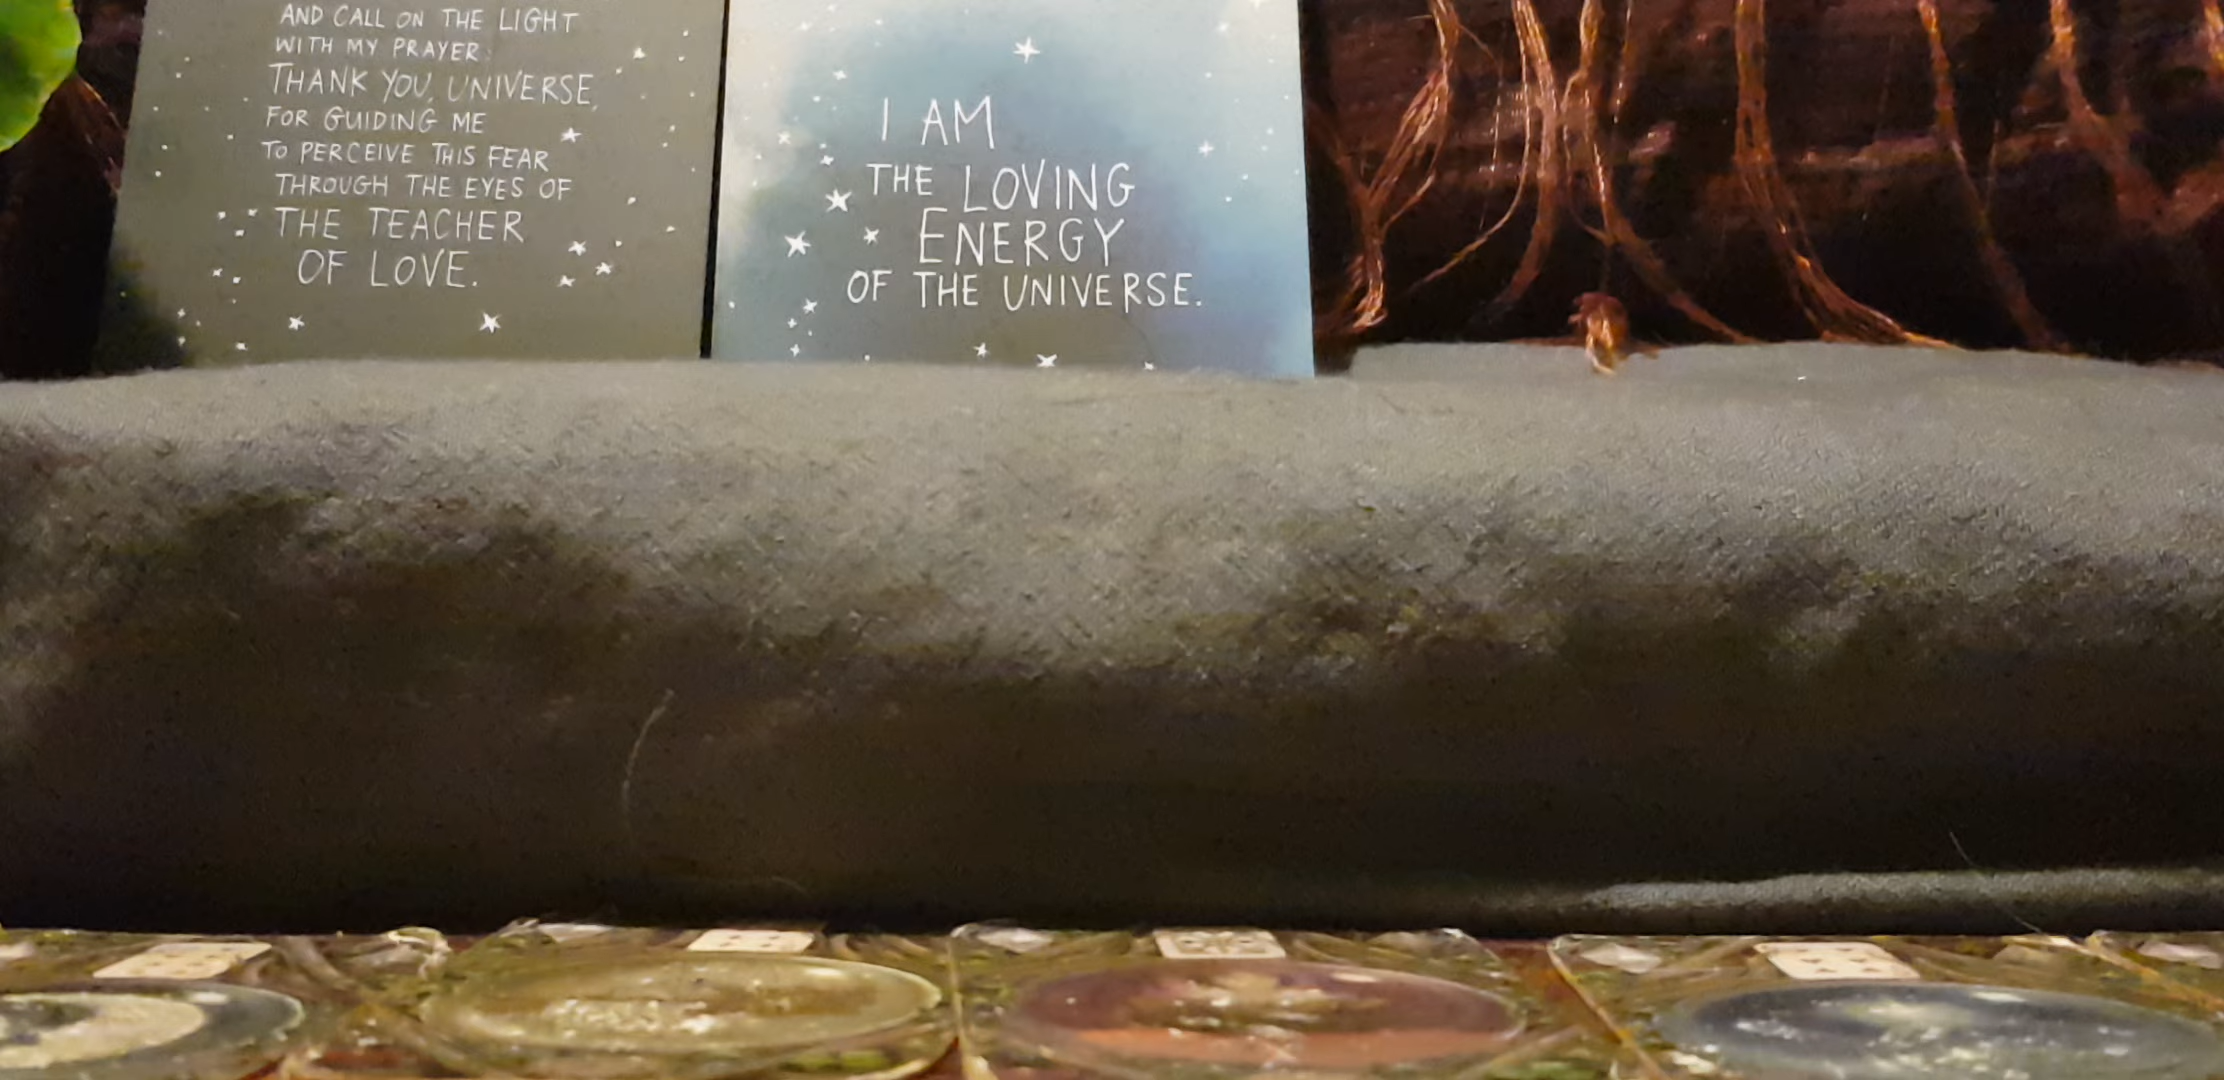 AND CALL ON THE LIGHT
WITH MY PRAYER:
THANK YOU, UNIVERSE,
FOR GUIDING ME
TO PERCEIVE THIS FEAR
THROUGH THE EYES OF
THE TEACHER
OF LOVE.
I AM
THE LOVING
ENERGY
OF THE UNIVERSE.